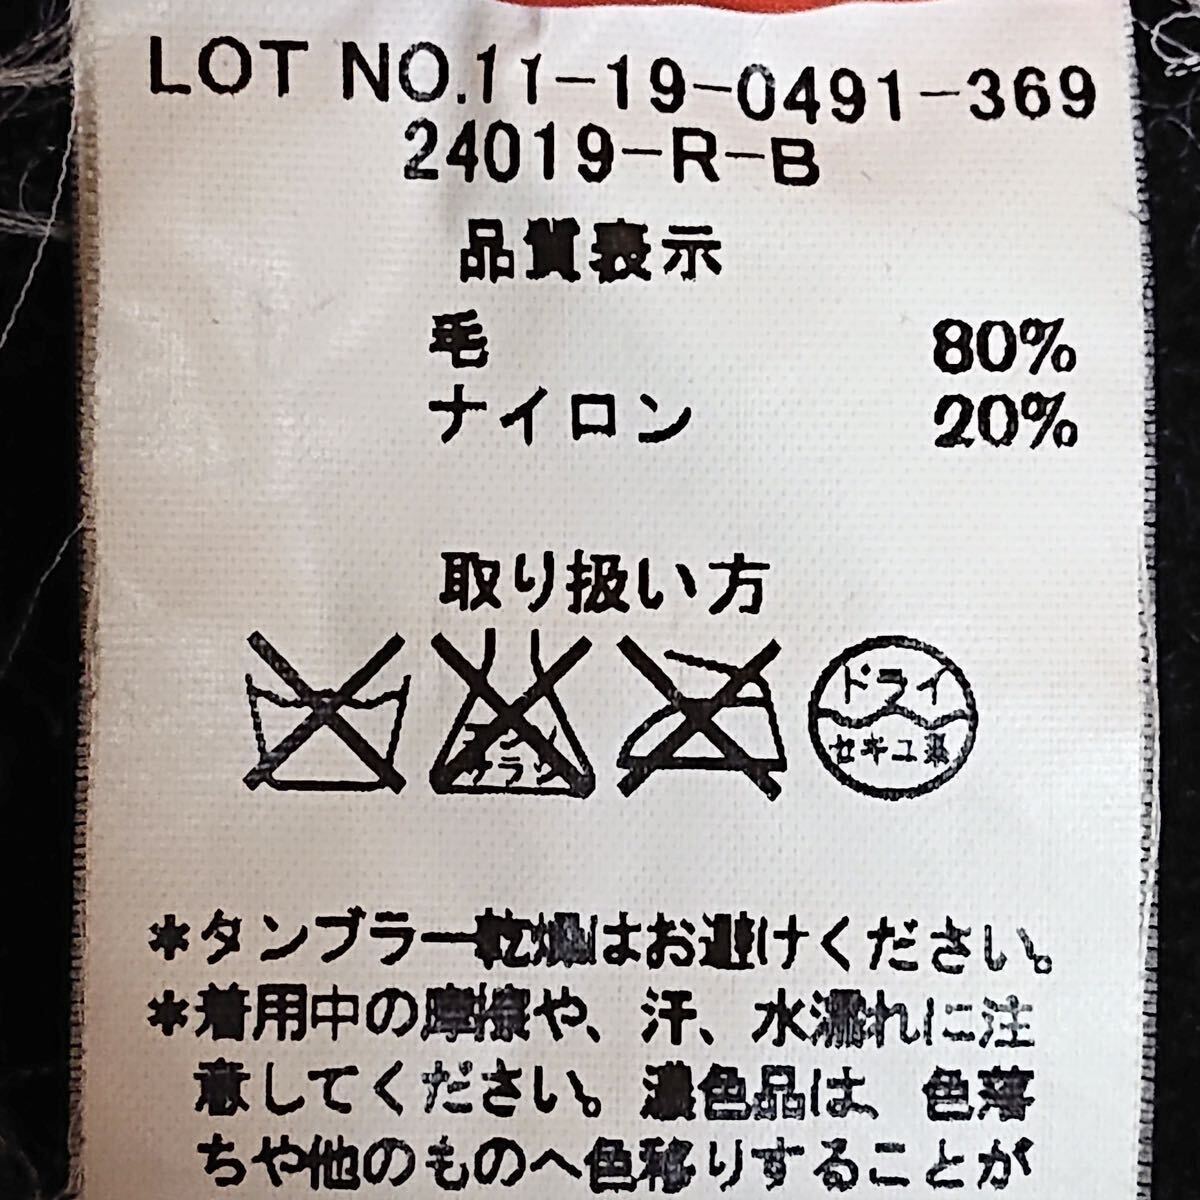 LOT NO.11-19-0491-369
24019-R-B
品質表示
毛 80%
ナイロン 20%
取り扱い方
ドライ
セキユ系
*タンブラー乾燥はお避けください。
*着用中の摩擦や、汗、水濡れに注
意してください。濃色品は、色落
ちや他のものへ色移りすることが